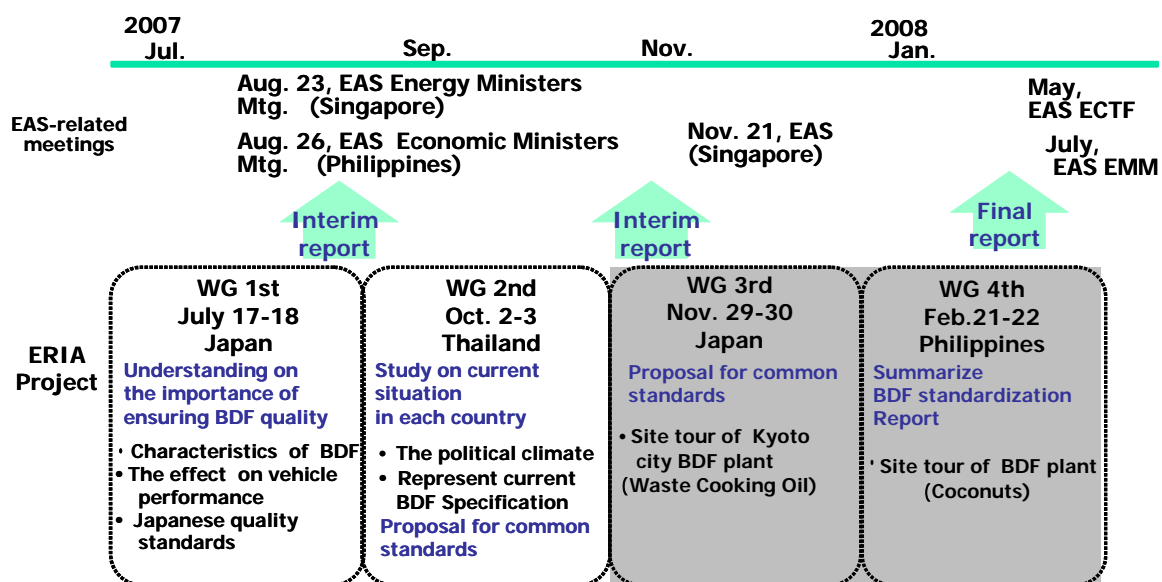 2007
Jul.
Sep.
Nov.
2008
Jan.
EAS-related
meetings
Aug. 23, EAS Energy Ministers
Mtg. (Singapore)
Aug. 26, EAS Economic Ministers
Mtg. (Philippines)
Nov. 21, EAS
(Singapore)
May,
EAS ECTF
July,
EAS EMM
Interim
report
Interim
report
Final
report
ERIA
Project
WG 1st
July 17-18
Japan
Understanding on
the importance of
ensuring BDF quality
• Characteristics of BDF
• The effect on vehicle
performance
• Japanese quality
standards
WG 2nd
Oct. 2-3
Thailand
Study on current
situation
in each country
• The political climate
• Represent current
BDF Specification
Proposal for common
standards
WG 3rd
Nov. 29-30
Japan
Proposal for common
standards
• Site tour of Kyoto
city BDF plant
(Waste Cooking Oil)
WG 4th
Feb.21-22
Philippines
Summarize
BDF standardization
Report
• Site tour of BDF plant
(Coconuts)